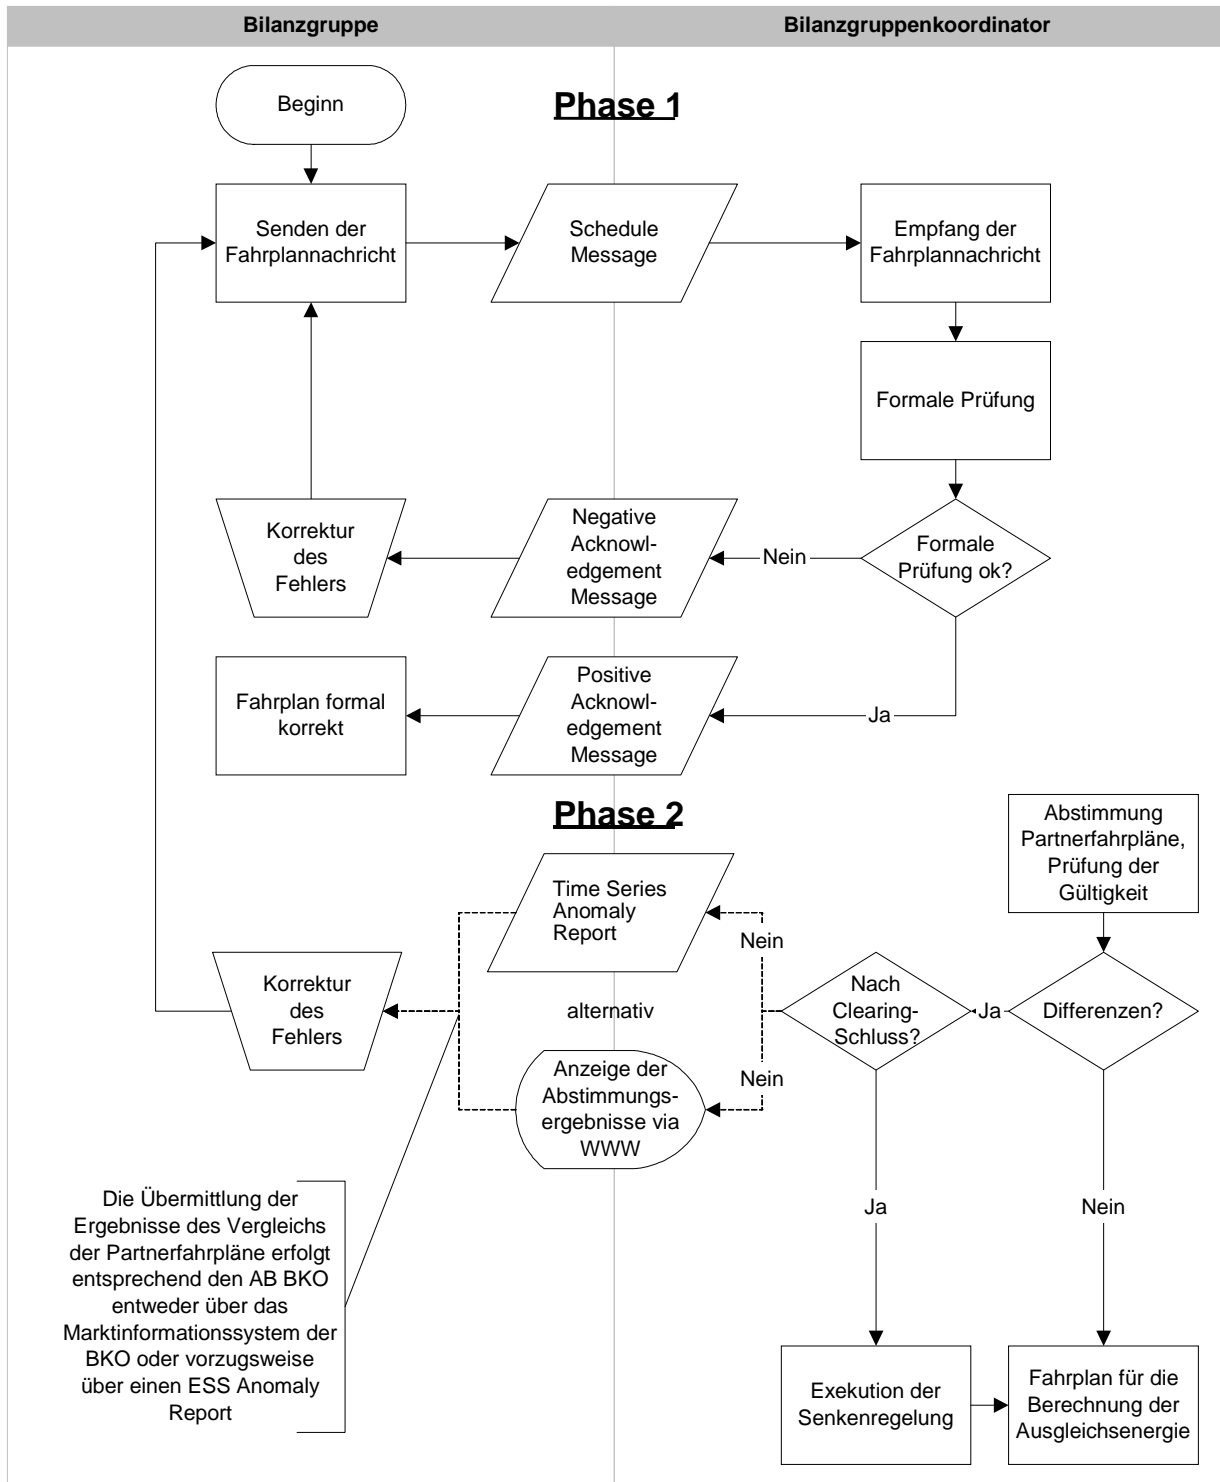 Bilanzgruppe
Bilanzgruppenkoordinator
Phase 1
Beginn
Senden der
Fahrplannachricht
Schedule
Message
Empfang der
Fahrplannachricht
Formale Prüfung
Korrektur
des
Fehlers
Negative
Acknowl-
edgement
Message
Nein
Formale
Prüfung ok?
Fahrplan formal
korrekt
Positive
Acknowl-
edgement
Message
Ja
Phase 2
Abstimmung
Partnerfahrpläne,
Prüfung der
Gültigkeit
Time Series
Anomaly
Report
Nein
Korrektur
des
Fehlers
alternativ
Nach
Clearing-
Schluss?
Ja
Differenzen?
Anzeige der
Abstimmungs-
ergebnisse via
WWW
Nein
Die Übermittlung der
Ergebnisse des Vergleichs
der Partnerfahrpläne erfolgt
entsprechend den AB BKO
entweder über das
Marktinformationssystem der
BKO oder vorzugsweise
über einen ESS Anomaly
Report
Ja
Nein
Exekution der
Senkenregelung
Fahrplan für die
Berechnung der
Ausgleichsenergie